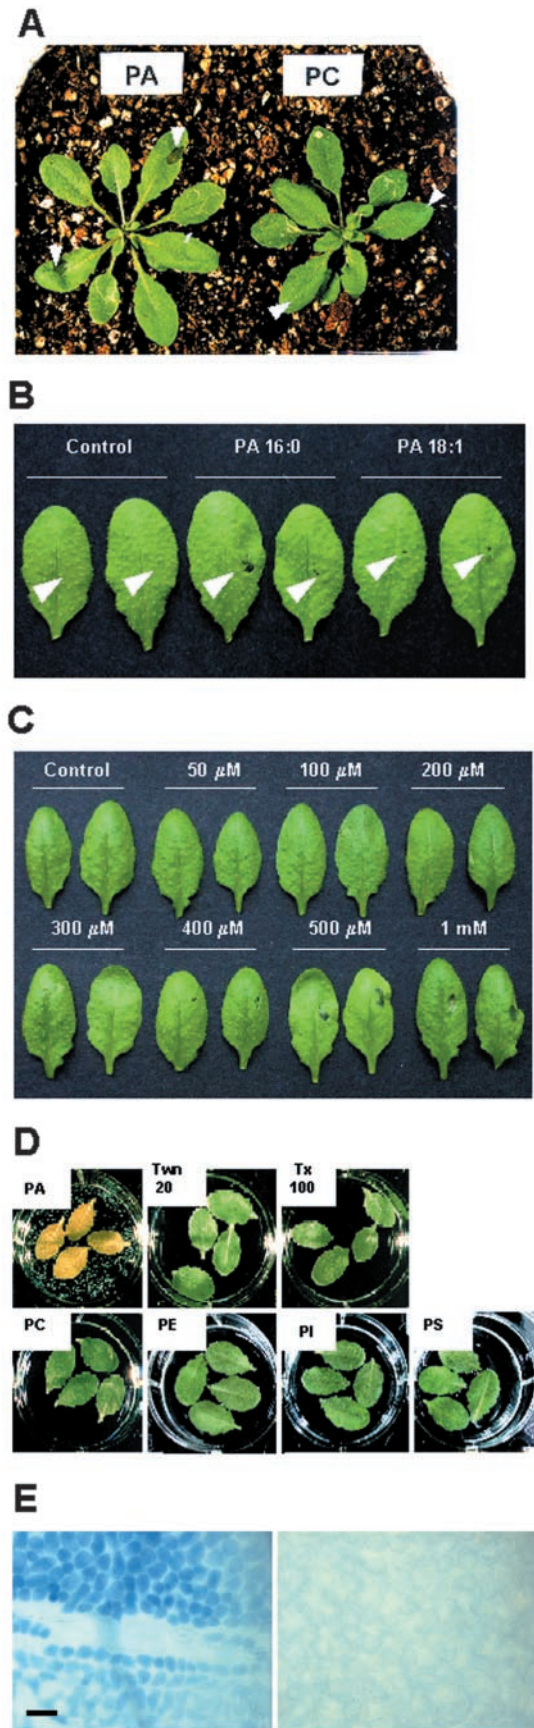 A
PA PC
B
Control PA 16:0 PA 18:1
C
Control 50 μM 100 μM 200 μM
300 μM 400 μM 500 μM 1 mM
D
PA Twn 20 Tx 100
PC PE PI PS
E